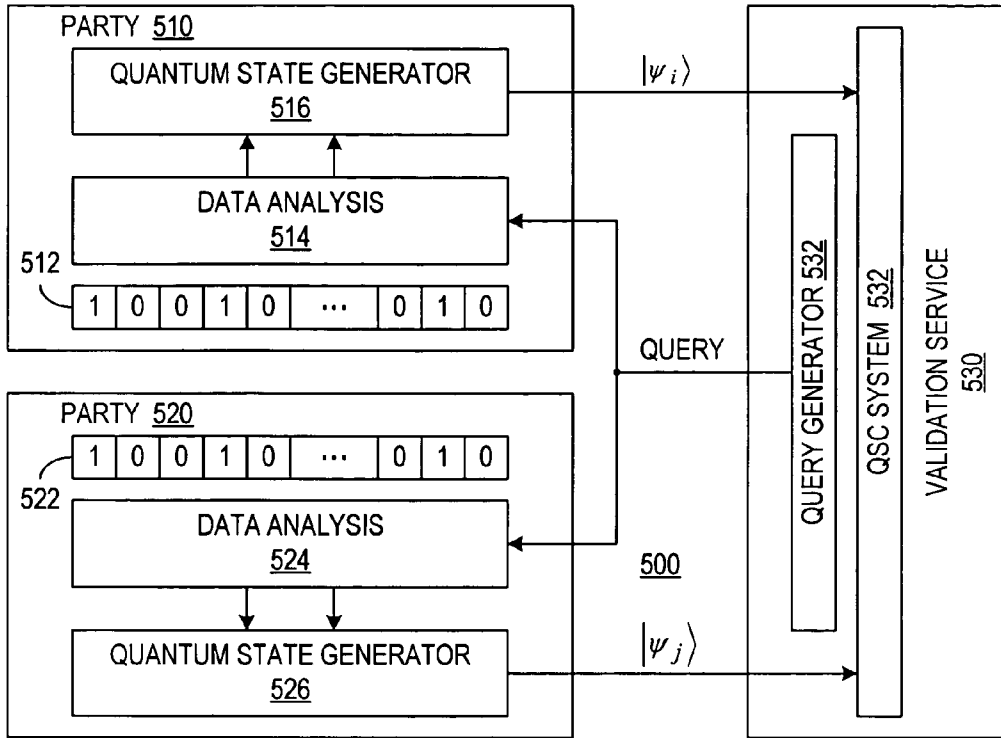 PARTY 510
QUANTUM STATE GENERATOR
516
DATA ANALYSIS
514
512
1 0 0 1 0 ... 0 1 0
PARTY 520
1 0 0 1 0 ... 0 1 0
522
DATA ANALYSIS
524
QUANTUM STATE GENERATOR
526
|ψi⟩
QUERY
500
|ψj⟩
QUERY GENERATOR 532
QSC SYSTEM 532
VALIDATION SERVICE
530